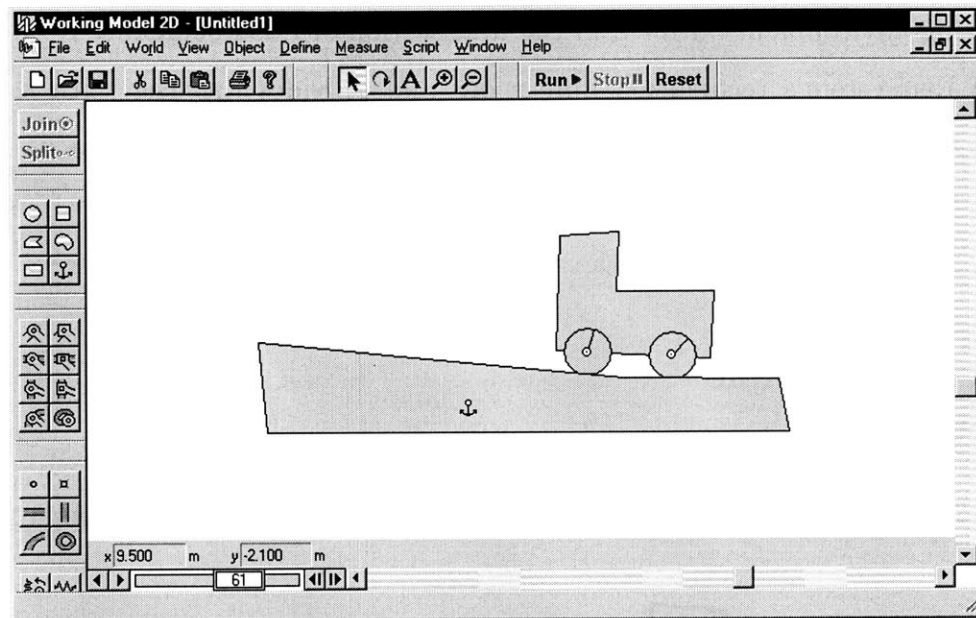 Working Model 2D - [Untitled1]
File Edit World View Object Define Measure Script Window Help
A Run Stop Reset
Join
Split
x 9.500 m y -2.100 m
61